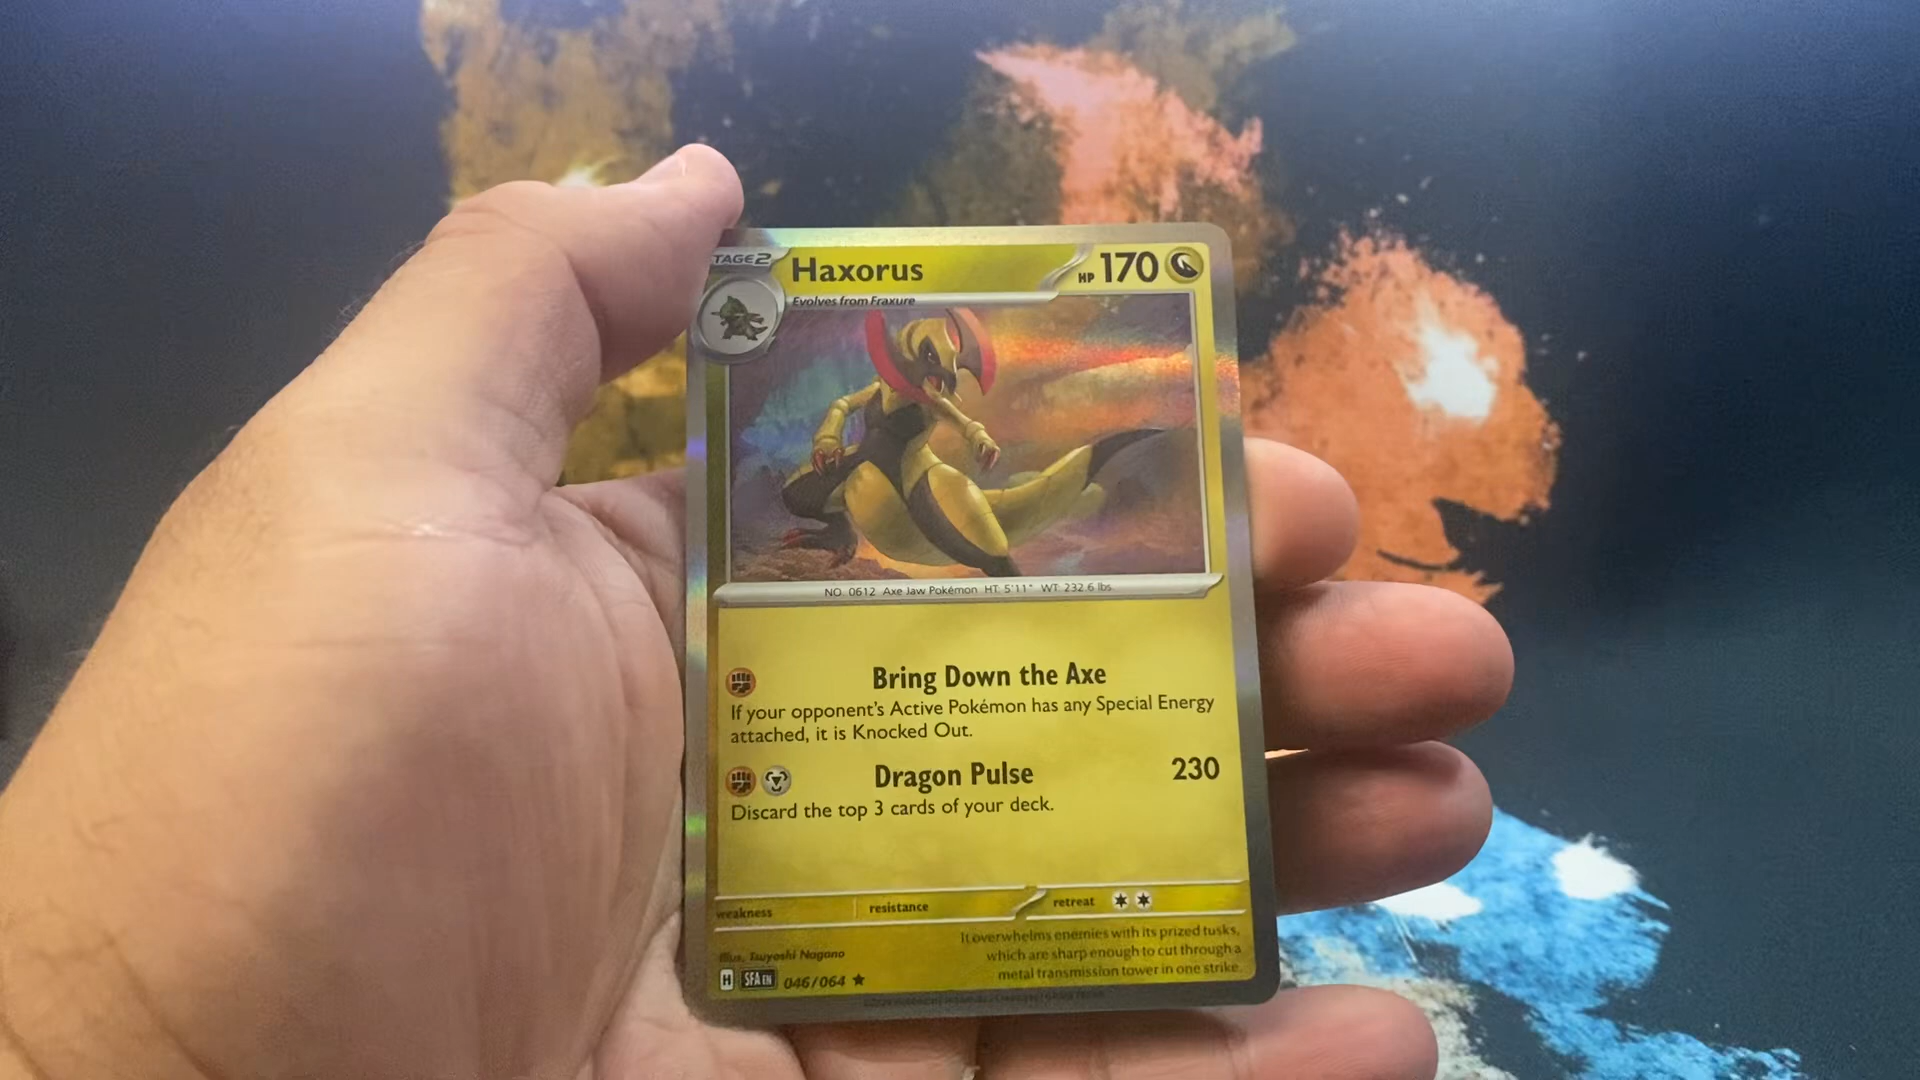 TAGE2
Haxorus
HP 170
Evolves from Fraxure
NO. 0612 Axe Jaw Pokémon HT: 5'11" WT: 232.6 lbs.
Bring Down the Axe
If your opponent's Active Pokémon has any Special Energy
attached, it is Knocked Out.
Dragon Pulse 230
Discard the top 3 cards of your deck.
weakness resistance retreat
It overwhelms enemies with its prized tusks,
which are sharp enough to cut through a
metal transmission tower in one strike.
Illus. Tsuyoshi Nagano
H SFA EN 046/064